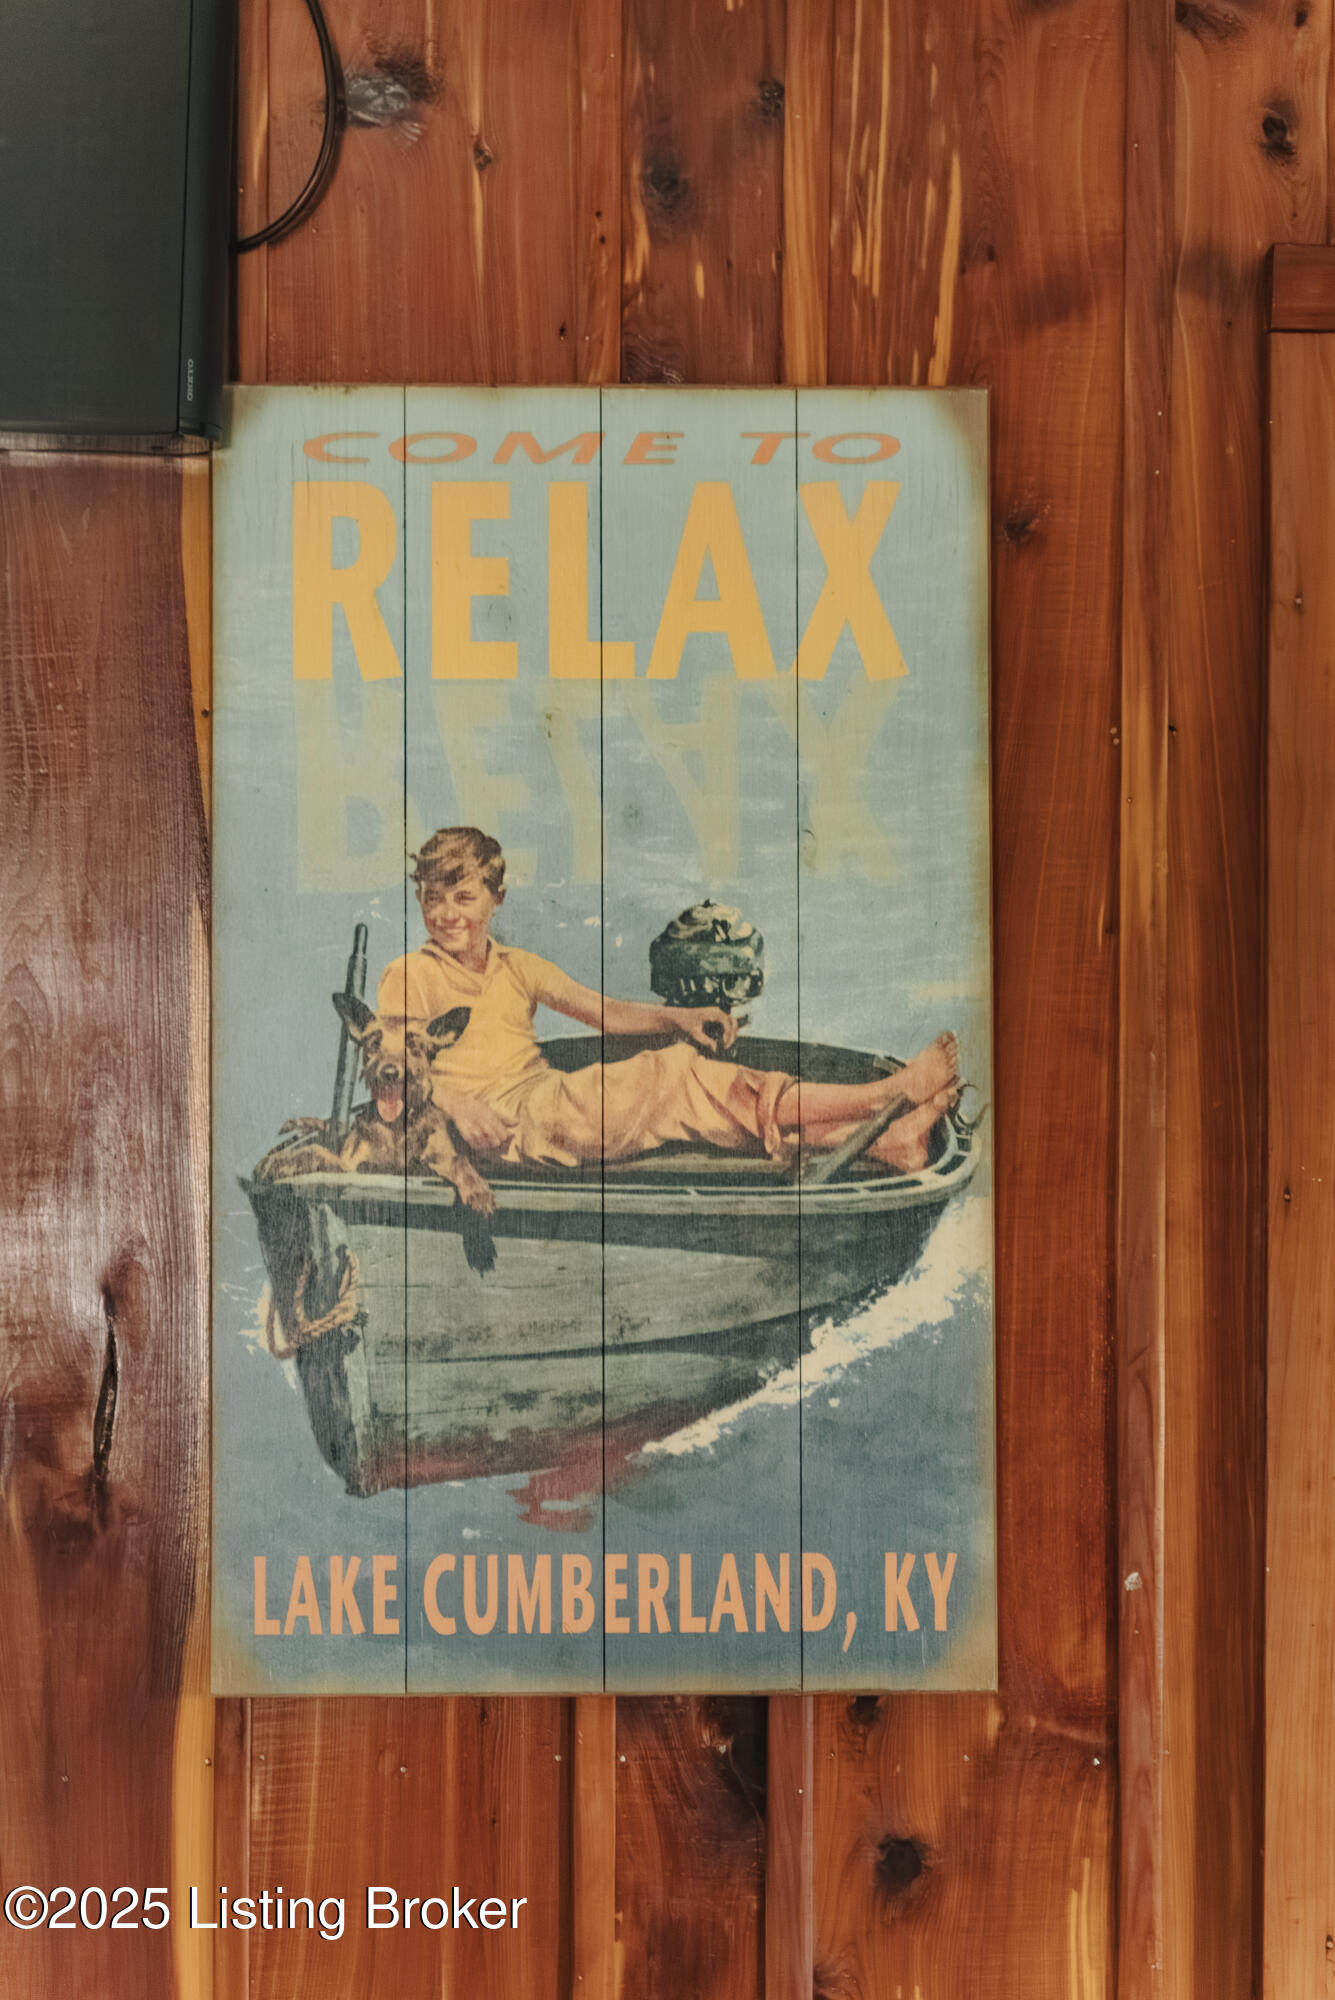 COME TO
RELAX
LAKE CUMBERLAND, KY
©2025 Listing Broker